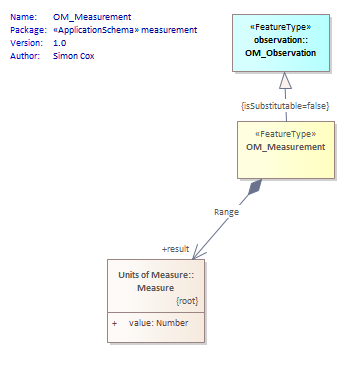 Name: OM_Measurement
Package: «ApplicationSchema» measurement
Version: 1.0
Author: Simon Cox
«FeatureType»
observation::
OM_Observation
{isSubstitutable=false}
«FeatureType»
OM_Measurement
Range
+result
Units of Measure::
Measure
{root}
+ value: Number